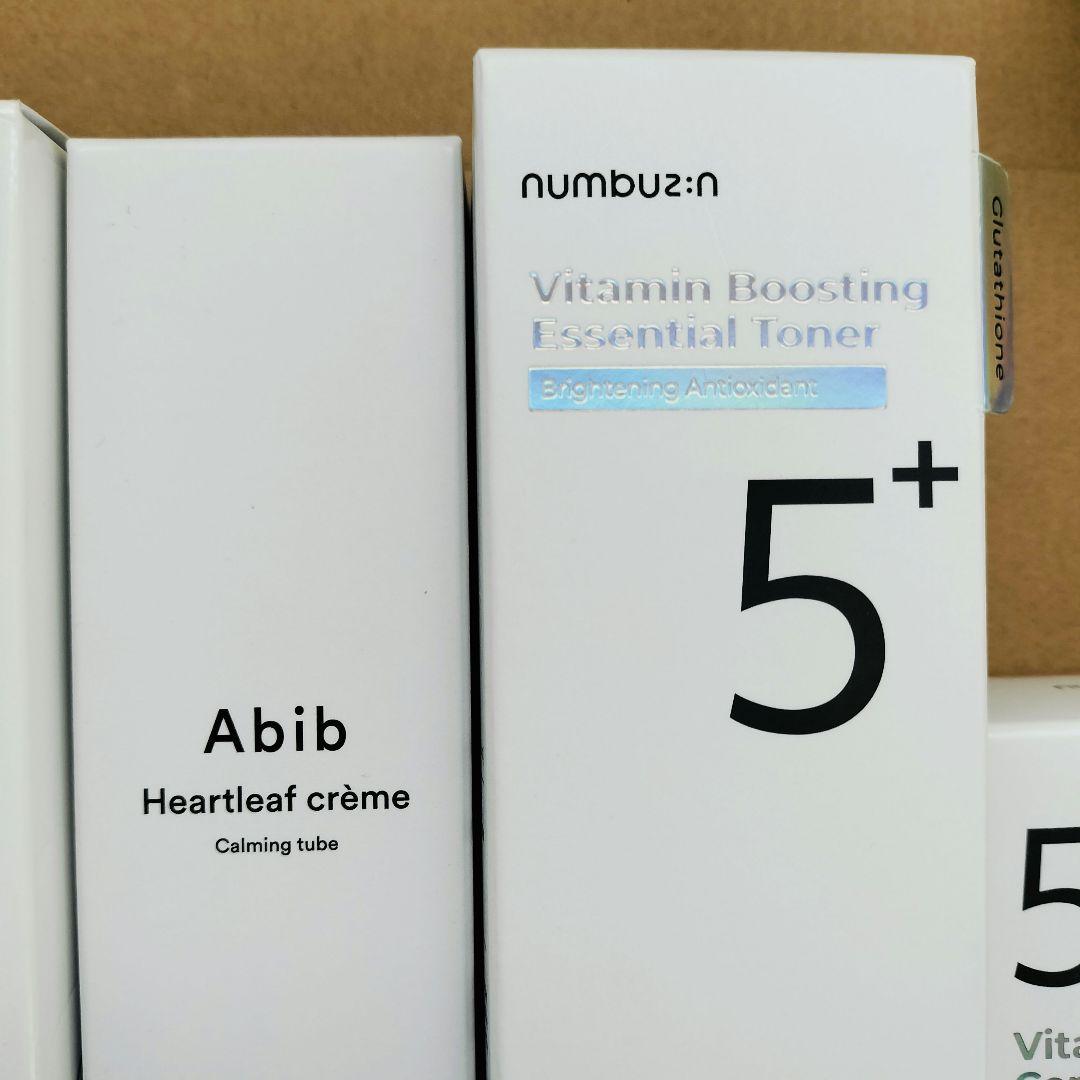 Abib
Heartleaf crème
Calming tube
numbuz:n
Vitamin Boosting
Essential Toner
Brightening Antioxidant
5+
Glutathione
5